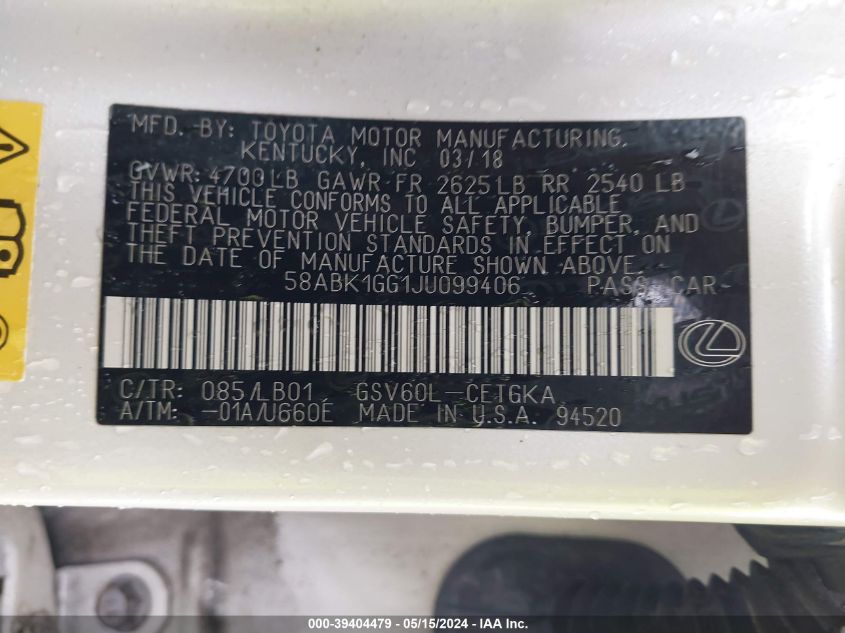 MFD. BY: TOYOTA MOTOR MANUFACTURING,
KENTUCKY, INC 03/18
GVWR: 4700LB GAWR FR 2625LB RR 2540 LB
THIS VEHICLE CONFORMS TO ALL APPLICABLE
FEDERAL MOTOR VEHICLE SAFETY, BUMPER, AND
THEFT PREVENTION STANDARDS IN EFFECT ON
THE DATE OF MANUFACTURE SHOWN ABOVE.
58ABK1GG1JU099406 PASS. CAR
C/TR: 085/LB01 GSV60L-CETGKA
A/TM: -01A/U660E MADE IN U.S.A. 94520
000-39404479 - 05/15/2024 - IAA Inc.